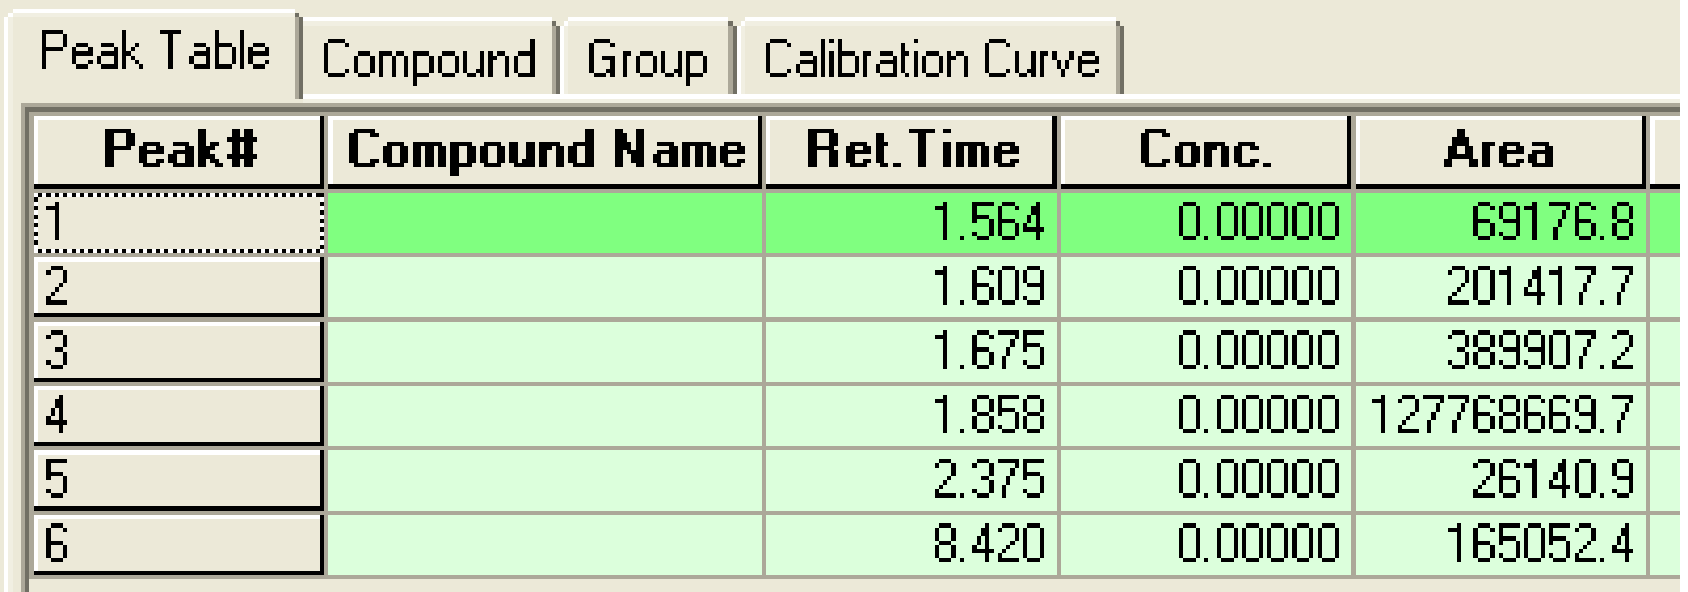 Peak Table Compound Group Calibration Curve
Peak# Compound Name Ret.Time Conc. Area
1 1.564 0.00000 69176.8
2 1.609 0.00000 201417.7
3 1.675 0.00000 389907.2
4 1.858 0.00000 127768669.7
5 2.375 0.00000 26140.9
6 8.420 0.00000 165052.4